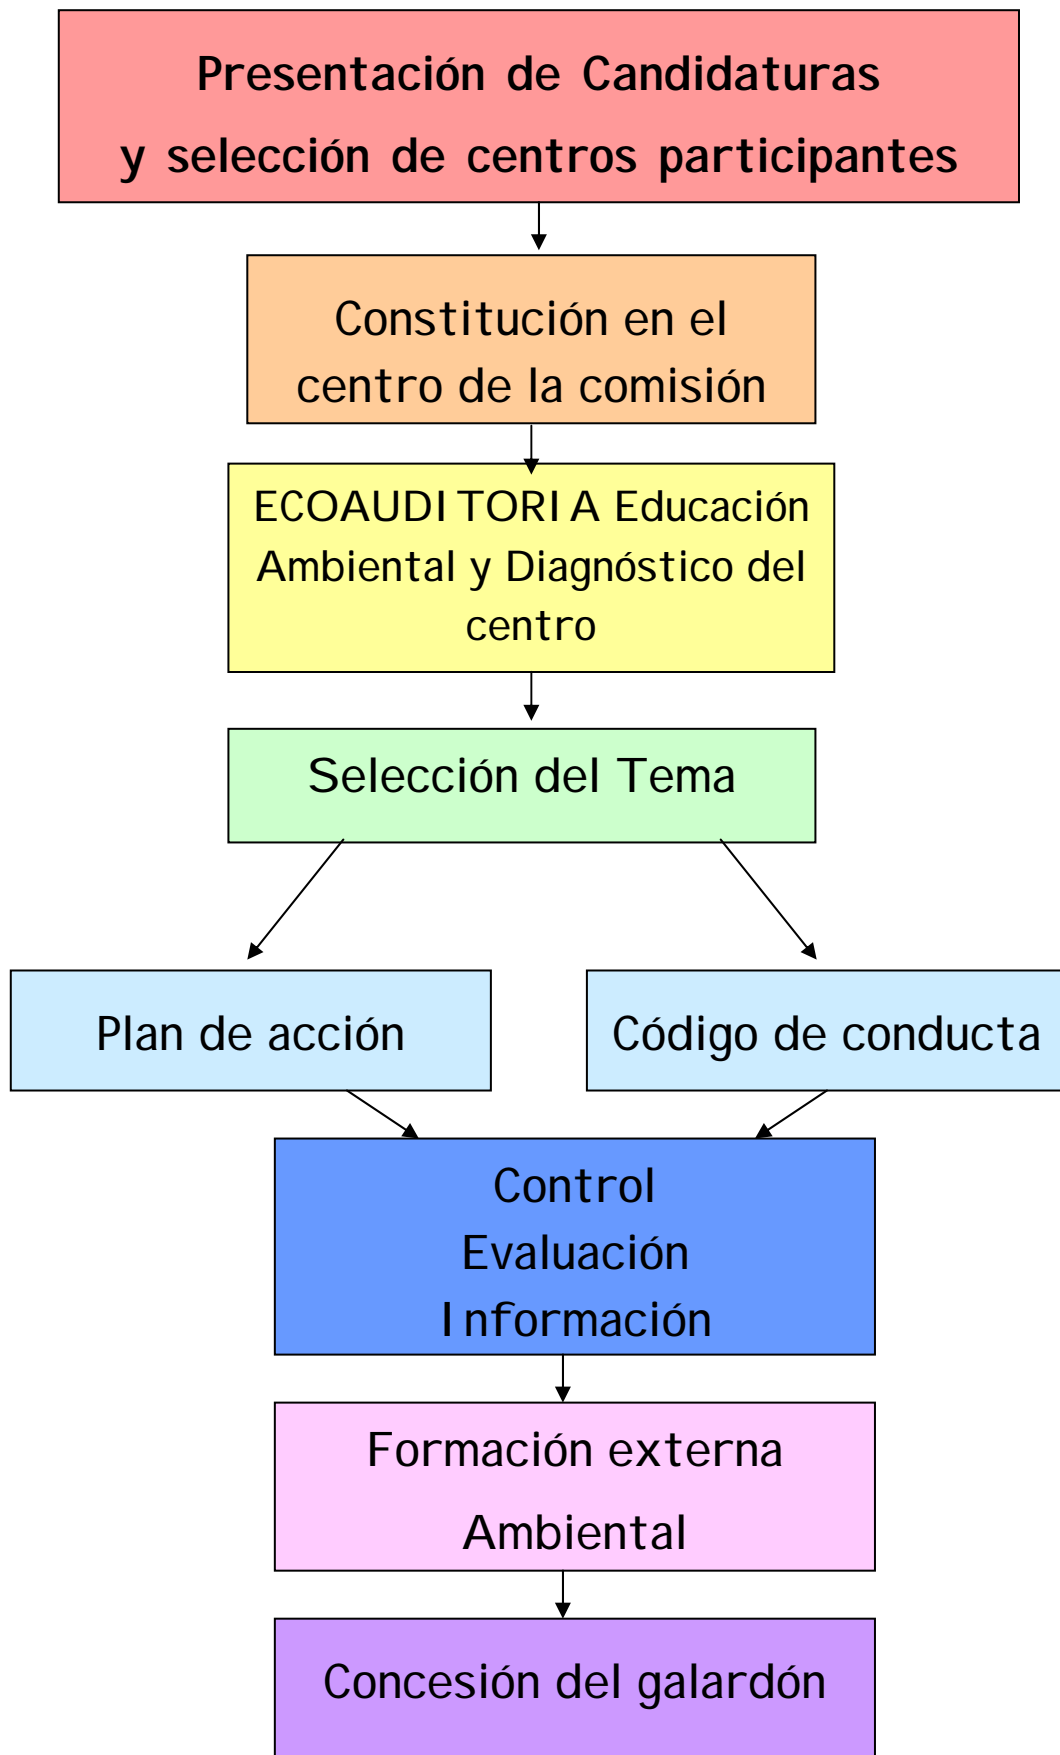 Presentación de Candidaturas
y selección de centros participantes
Constitución en el
centro de la comisión
ECOAUDITORIA Educación
Ambiental y Diagnóstico del
centro
Selección del Tema
Plan de acción
Código de conducta
Control
Evaluación
Información
Formación externa
Ambiental
Concesión del galardón